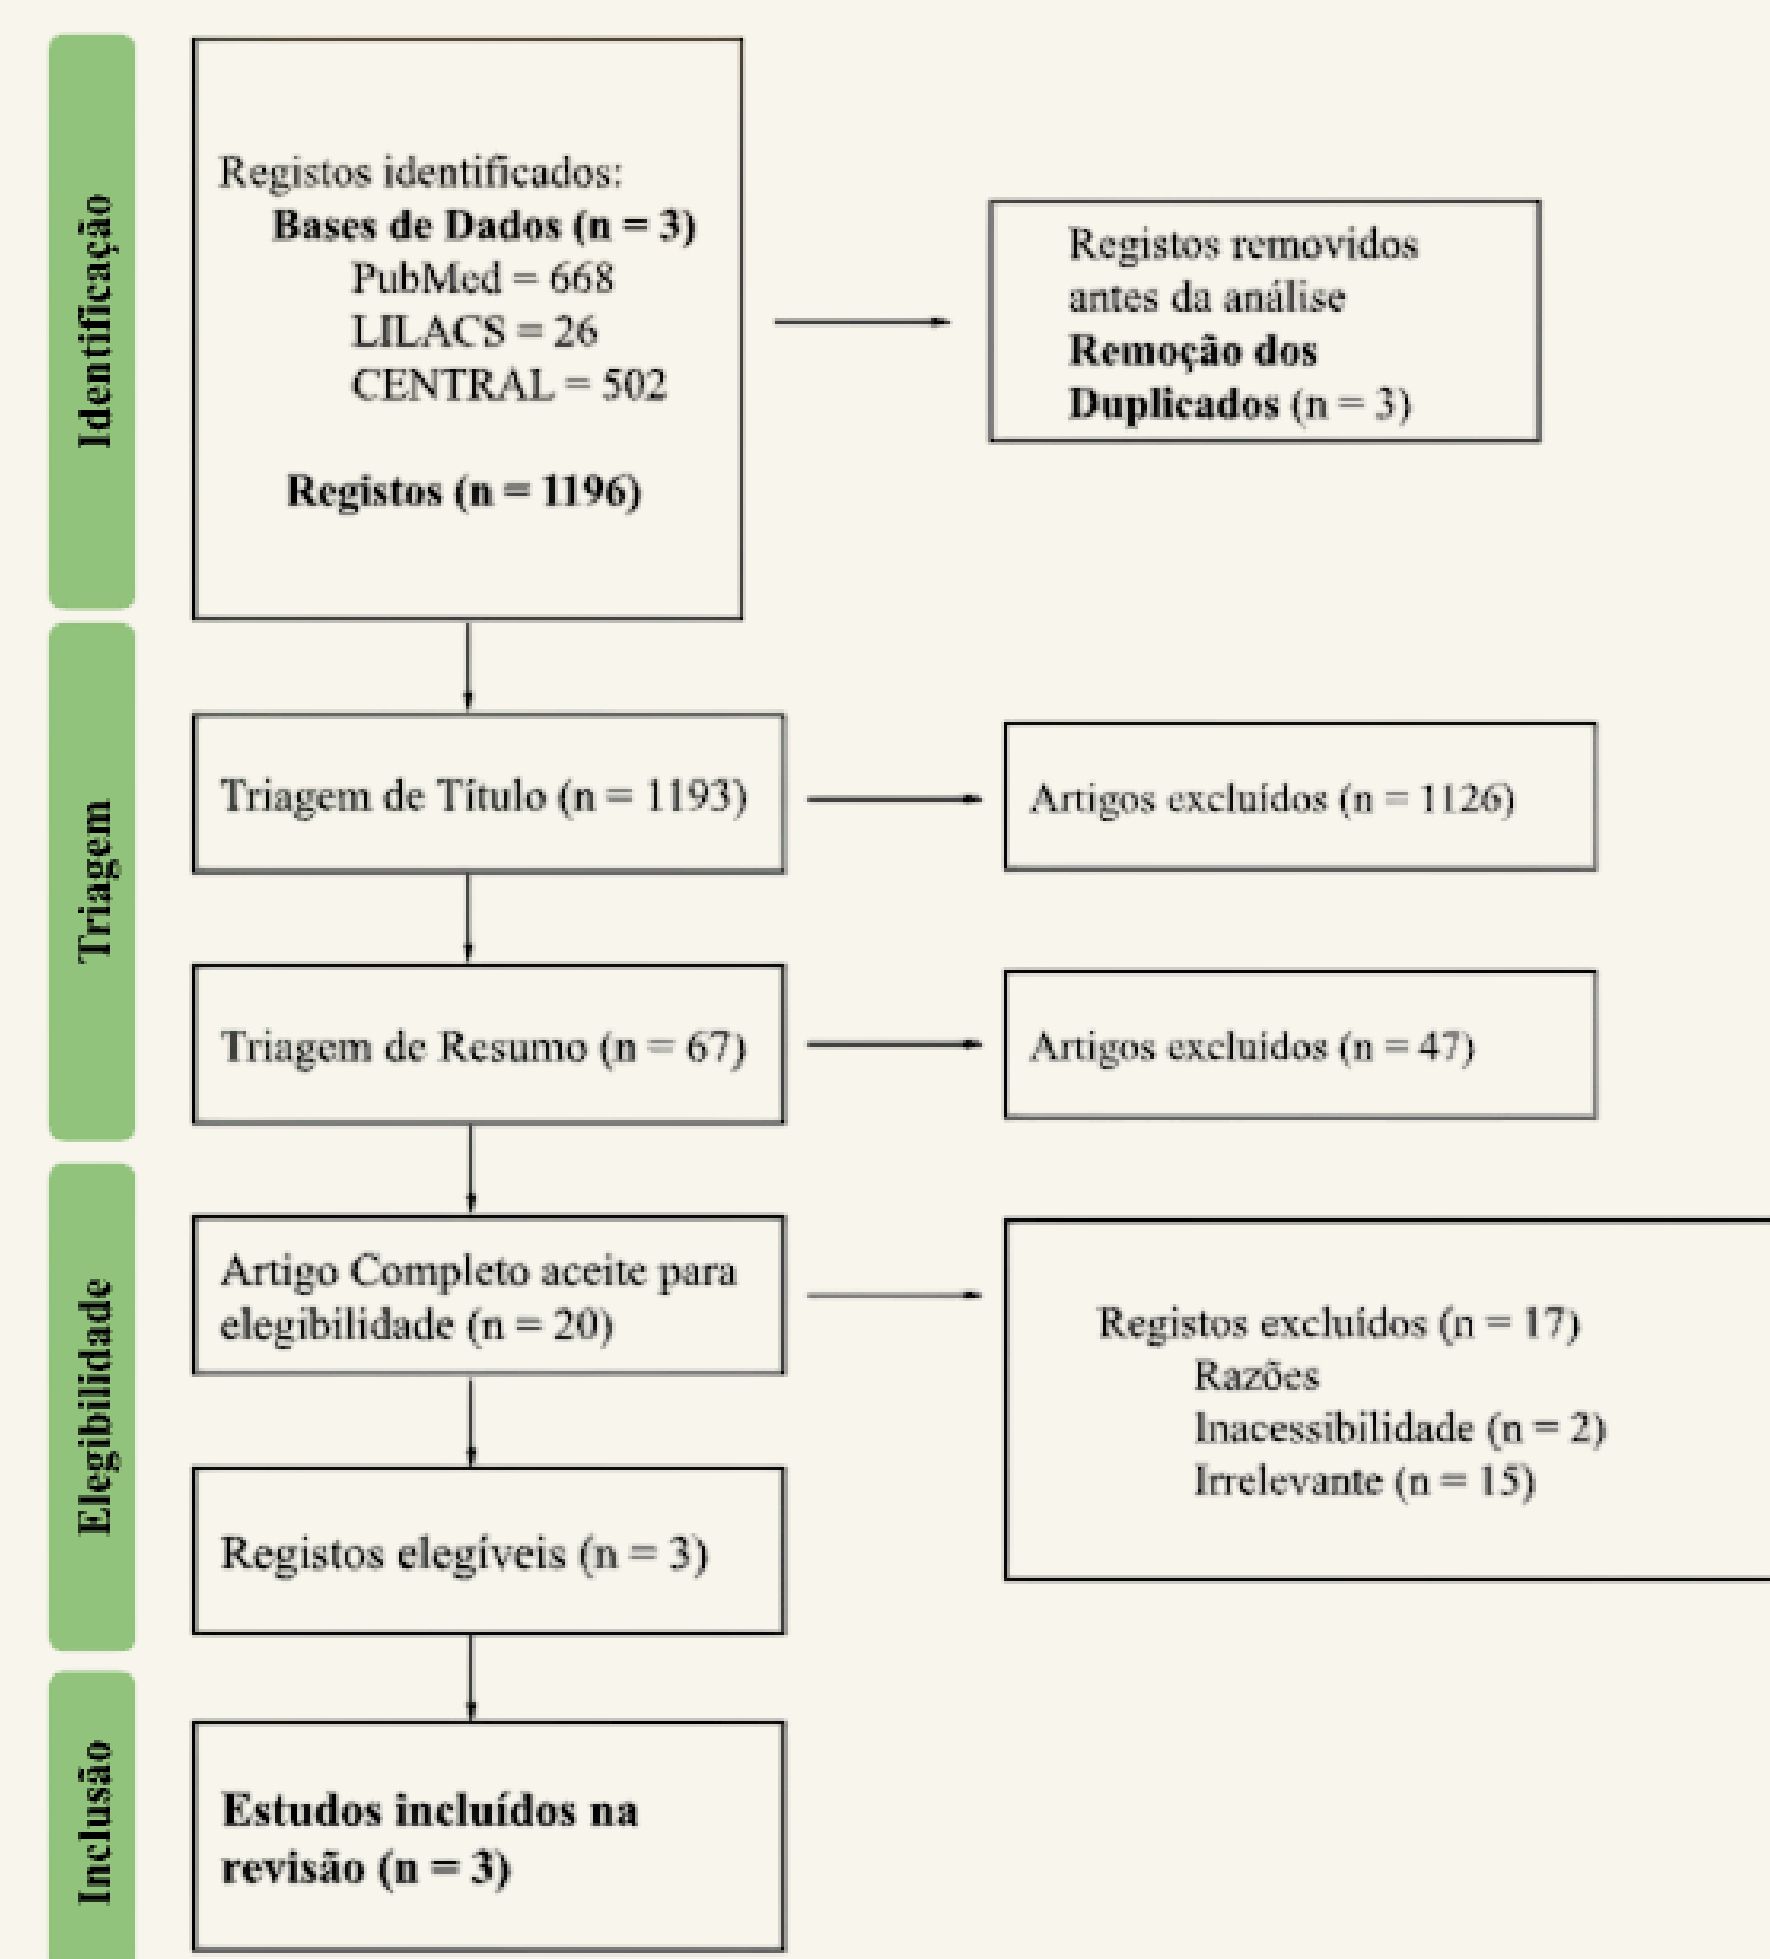 Identificação
Registos identificados:
Bases de Dados (n = 3)
PubMed = 668
LILACS = 26
CENTRAL = 502
Registos (n = 1196)
Registos removidos
antes da análise
Remoção dos
Duplicados (n = 3)
Triagem
Triagem de Título (n = 1193)
Artigos excluídos (n = 1126)
Triagem de Resumo (n = 67)
Artigos excluídos (n = 47)
Elegibilidade
Artigo Completo aceite para
elegibilidade (n = 20)
Registos excluídos (n = 17)
Razões
Inacessibilidade (n = 2)
Irrelevante (n = 15)
Registos elegíveis (n = 3)
Inclusão
Estudos incluídos na
revisão (n = 3)